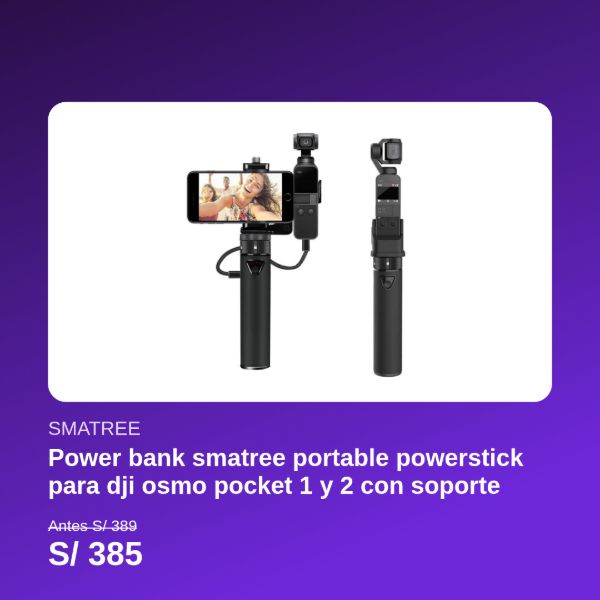 SMATREE
Power bank smatree portable powerstick
para dji osmo pocket 1 y 2 con soporte
Antes S/ 389
S/ 385